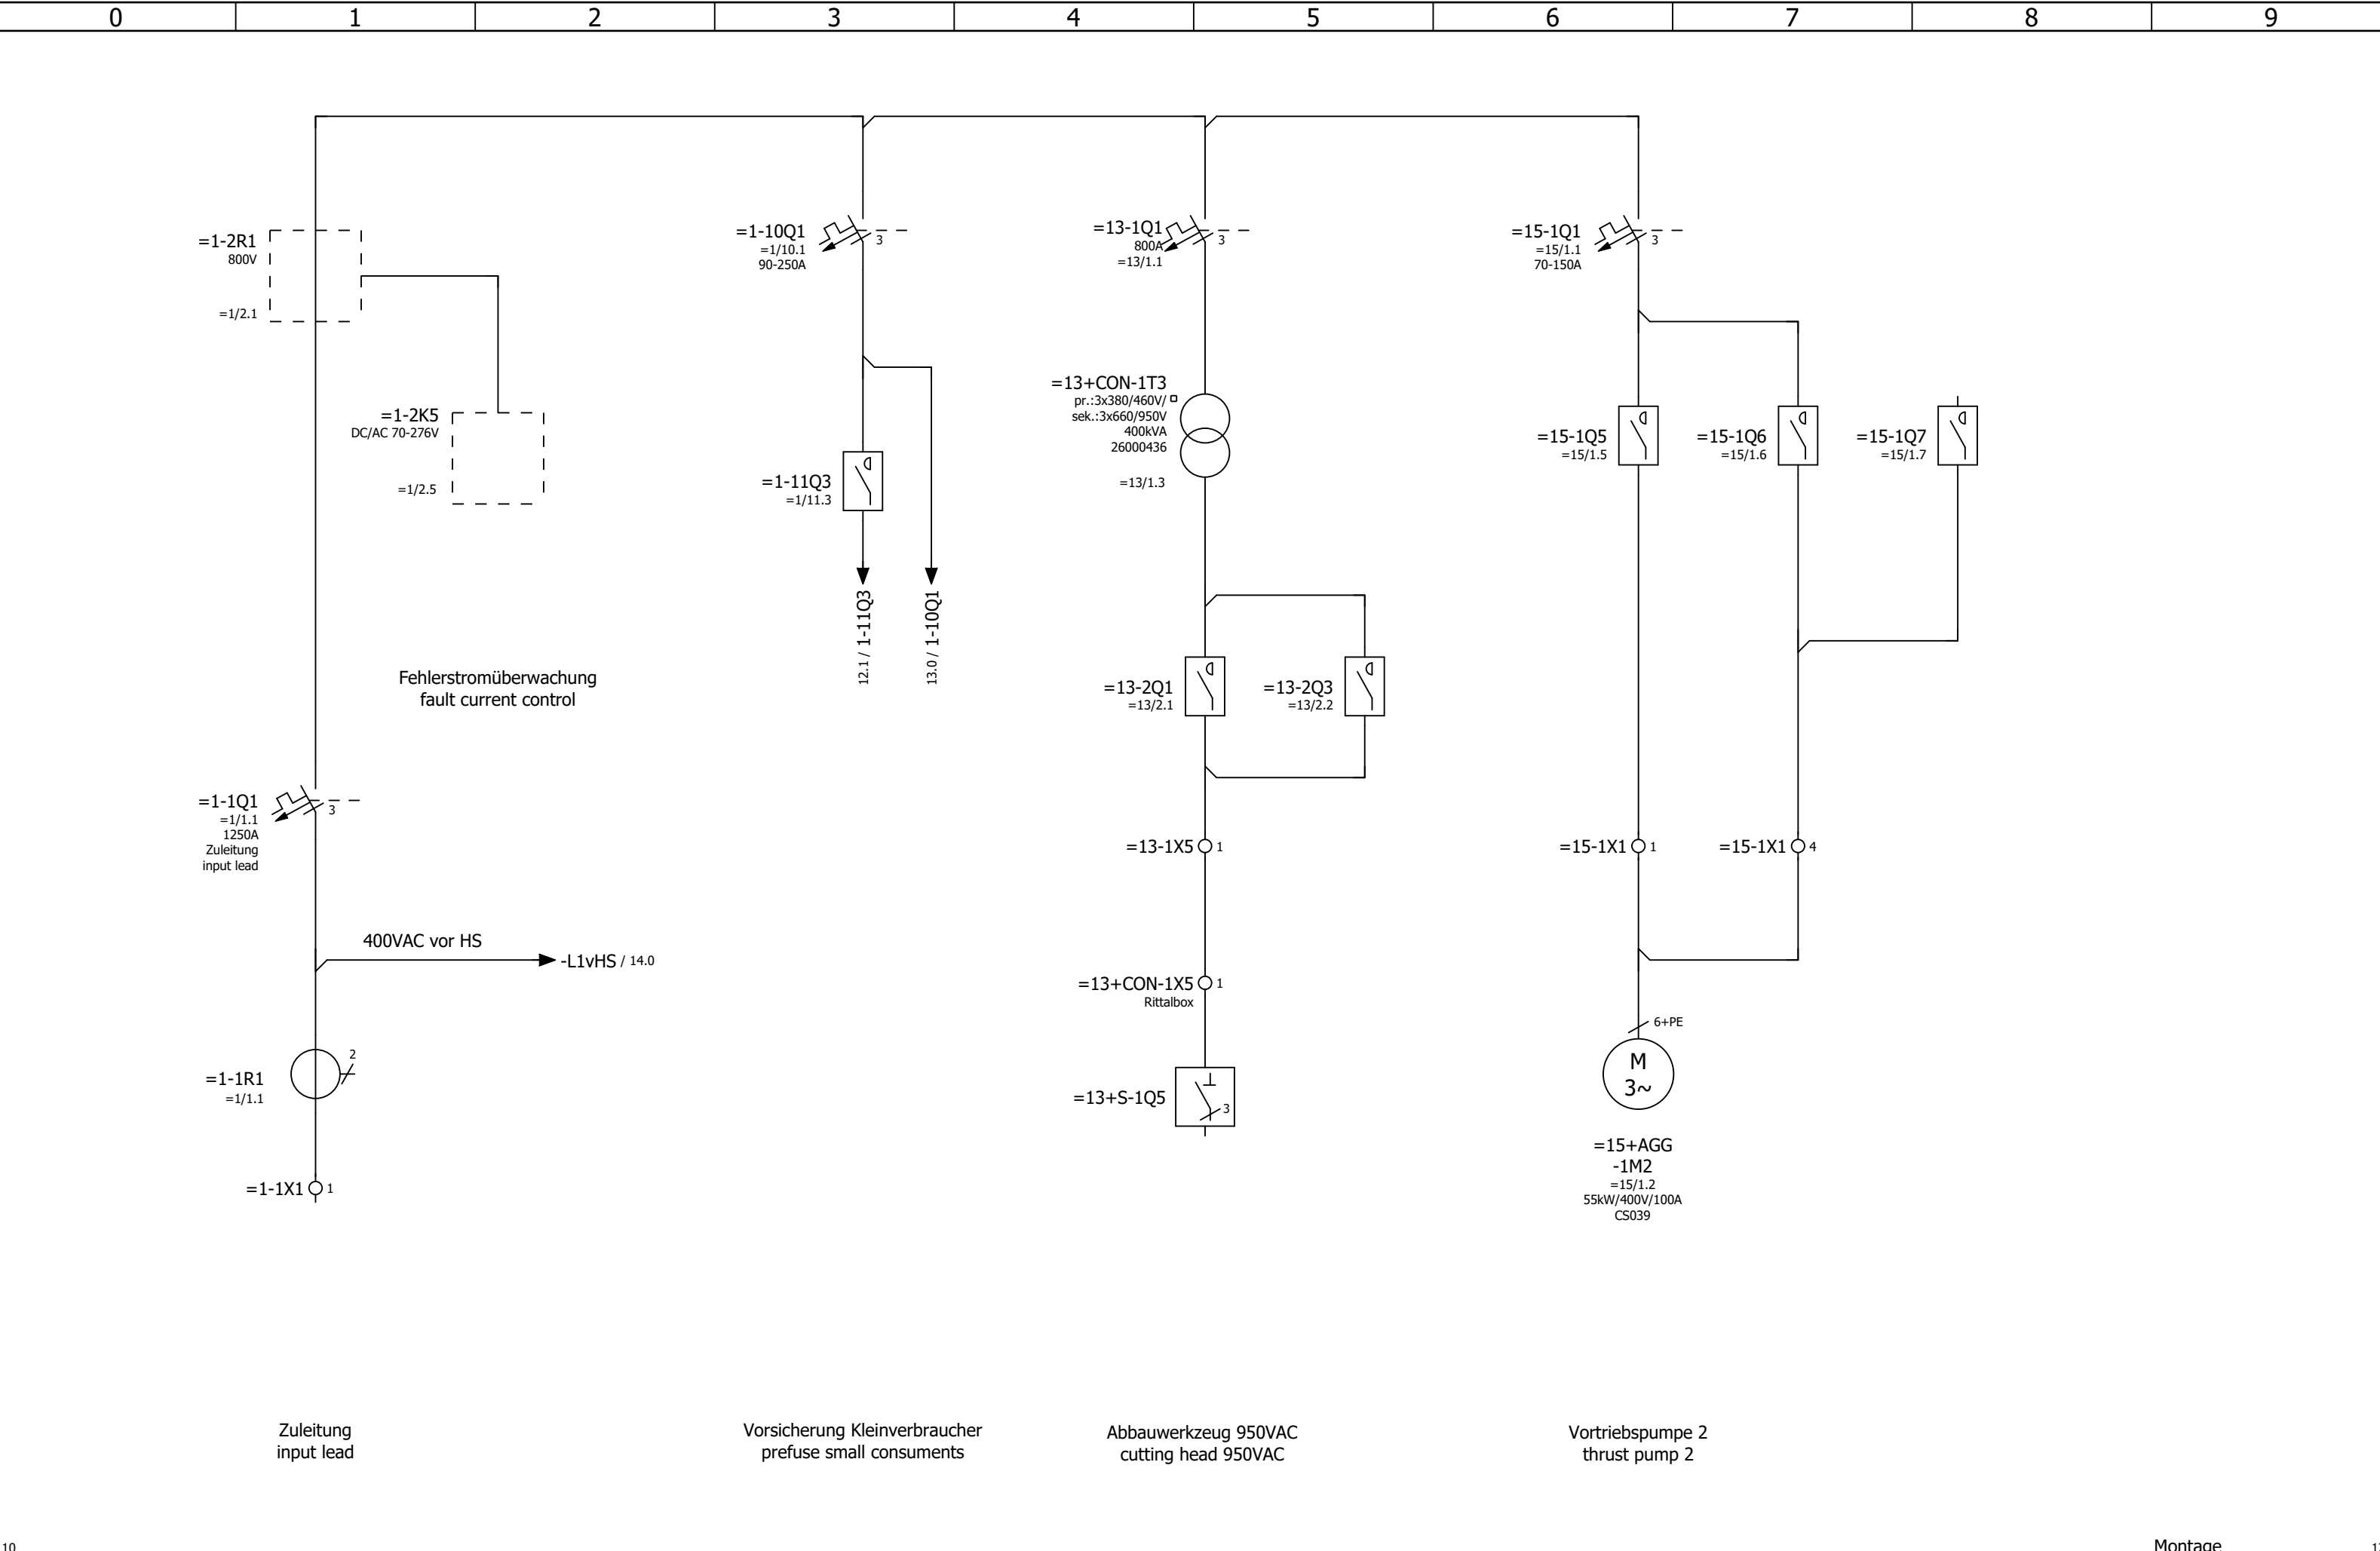 0 1 2 3 4 5 6 7 8 9
=1-2R1
800V
=1/2.1
=1-2K5
DC/AC 70-276V
=1/2.5
Fehlerstromüberwachung
fault current control
=1-1Q1
=1/1.1
1250A
Zuleitung
input lead
3
400VAC vor HS
-L1vHS / 14.0
=1-1R1
=1/1.1
2
=1-1X1
1
=1-10Q1
=1/10.1
90-250A
3
=1-11Q3
=1/11.3
12.1 / 1-11Q3
13.0 / 1-10Q1
=13-1Q1
800A
=13/1.1
3
=13+CON-1T3
pr.:3x380/460V/
sek.:3x660/950V
400kVA
26000436
=13/1.3
=13-2Q1
=13/2.1
=13-2Q3
=13/2.2
=13-1X5
1
=13+CON-1X5
Rittalbox
1
=13+S-1Q5
3
=15-1Q1
=15/1.1
70-150A
3
=15-1Q5
=15/1.5
=15-1Q6
=15/1.6
=15-1Q7
=15/1.7
=15-1X1
1
=15-1X1
4
6+PE
M
3~
=15+AGG
-1M2
=15/1.2
55kW/400V/100A
CS039
Zuleitung
input lead
Vorsicherung Kleinverbraucher
prefuse small consuments
Abbauwerkzeug 950VAC
cutting head 950VAC
Vortriebspumpe 2
thrust pump 2
10
Montage